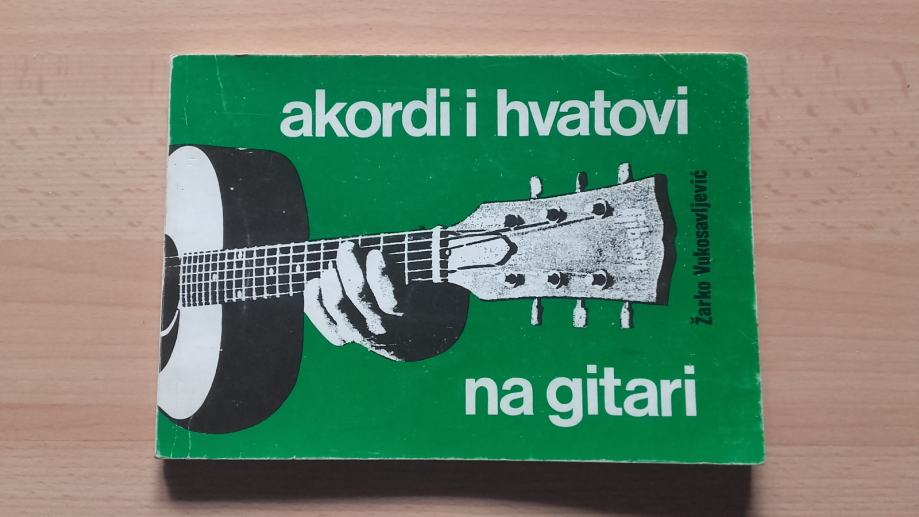 akordi i hvatovi
Žarko Vukosavljević
na gitari